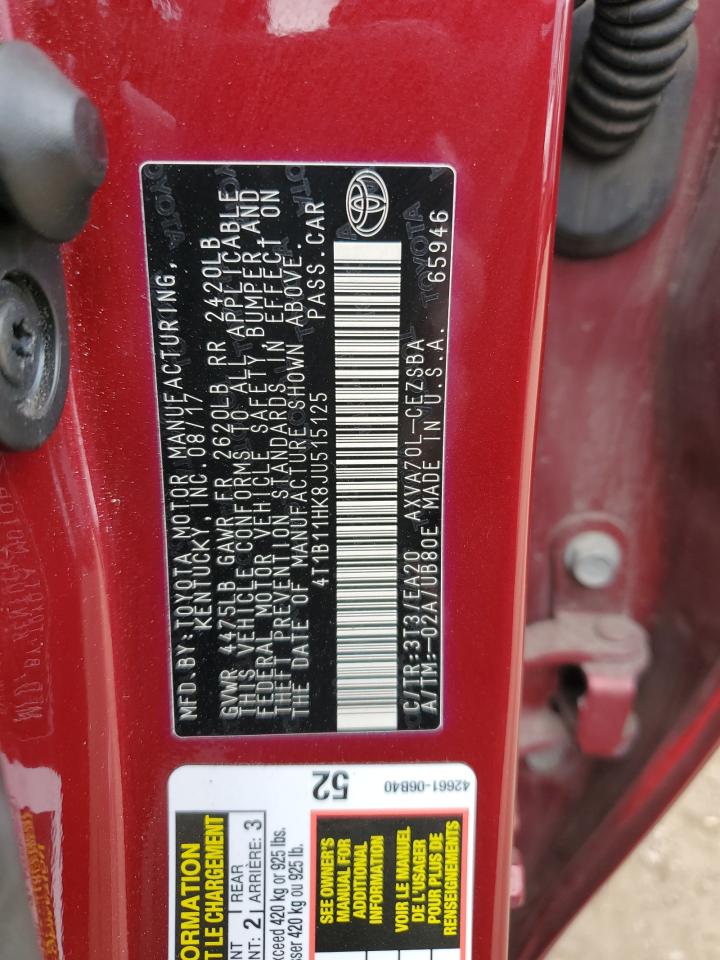 MFD. BY: TOYOTA MOTOR MANUFACTURING,
KENTUCKY, INC. 08/17
GVWR 4475LB GAWR FR 2620LB RR 2420LB
THIS VEHICLE CONFORMS TO ALL APPLICABLE
FEDERAL MOTOR VEHICLE SAFETY, BUMPER, AND
THEFT PREVENTION STANDARDS IN EFFECT ON
THE DATE OF MANUFACTURE SHOWN ABOVE.
4T1B11HK8JU515125 PASS. CAR
C/TR: 3T3/EA20 AXVA70L-CEZSBA
A/TM: -02A/UB80E MADE IN U.S.A. 65946
TOYOTA
ORMATION
T LE CHARGEMENT
NT REAR
NT: 2 ARRIÈRE: 3
exceed 420 kg or 925 lbs.
sser 420 kg ou 925 lb.
SEE OWNER'S
MANUAL FOR
ADDITIONAL
INFORMATION
VOIR LE MANUEL
DE L'USAGER
POUR PLUS DE
RENSEIGNEMENTS
52
42661-06B40